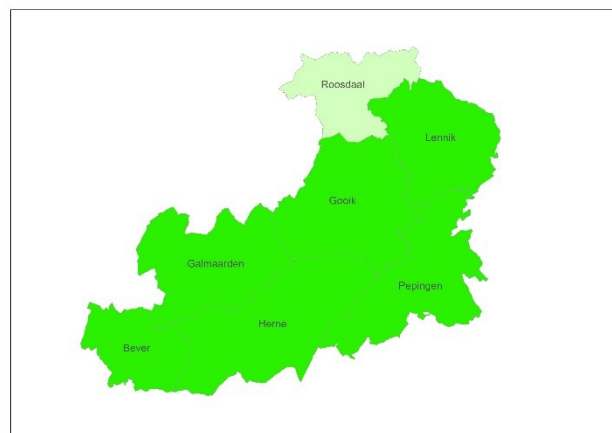 Roosdaal
Lennik
Gooik
Galmaarden
Pepingen
Herne
Bever